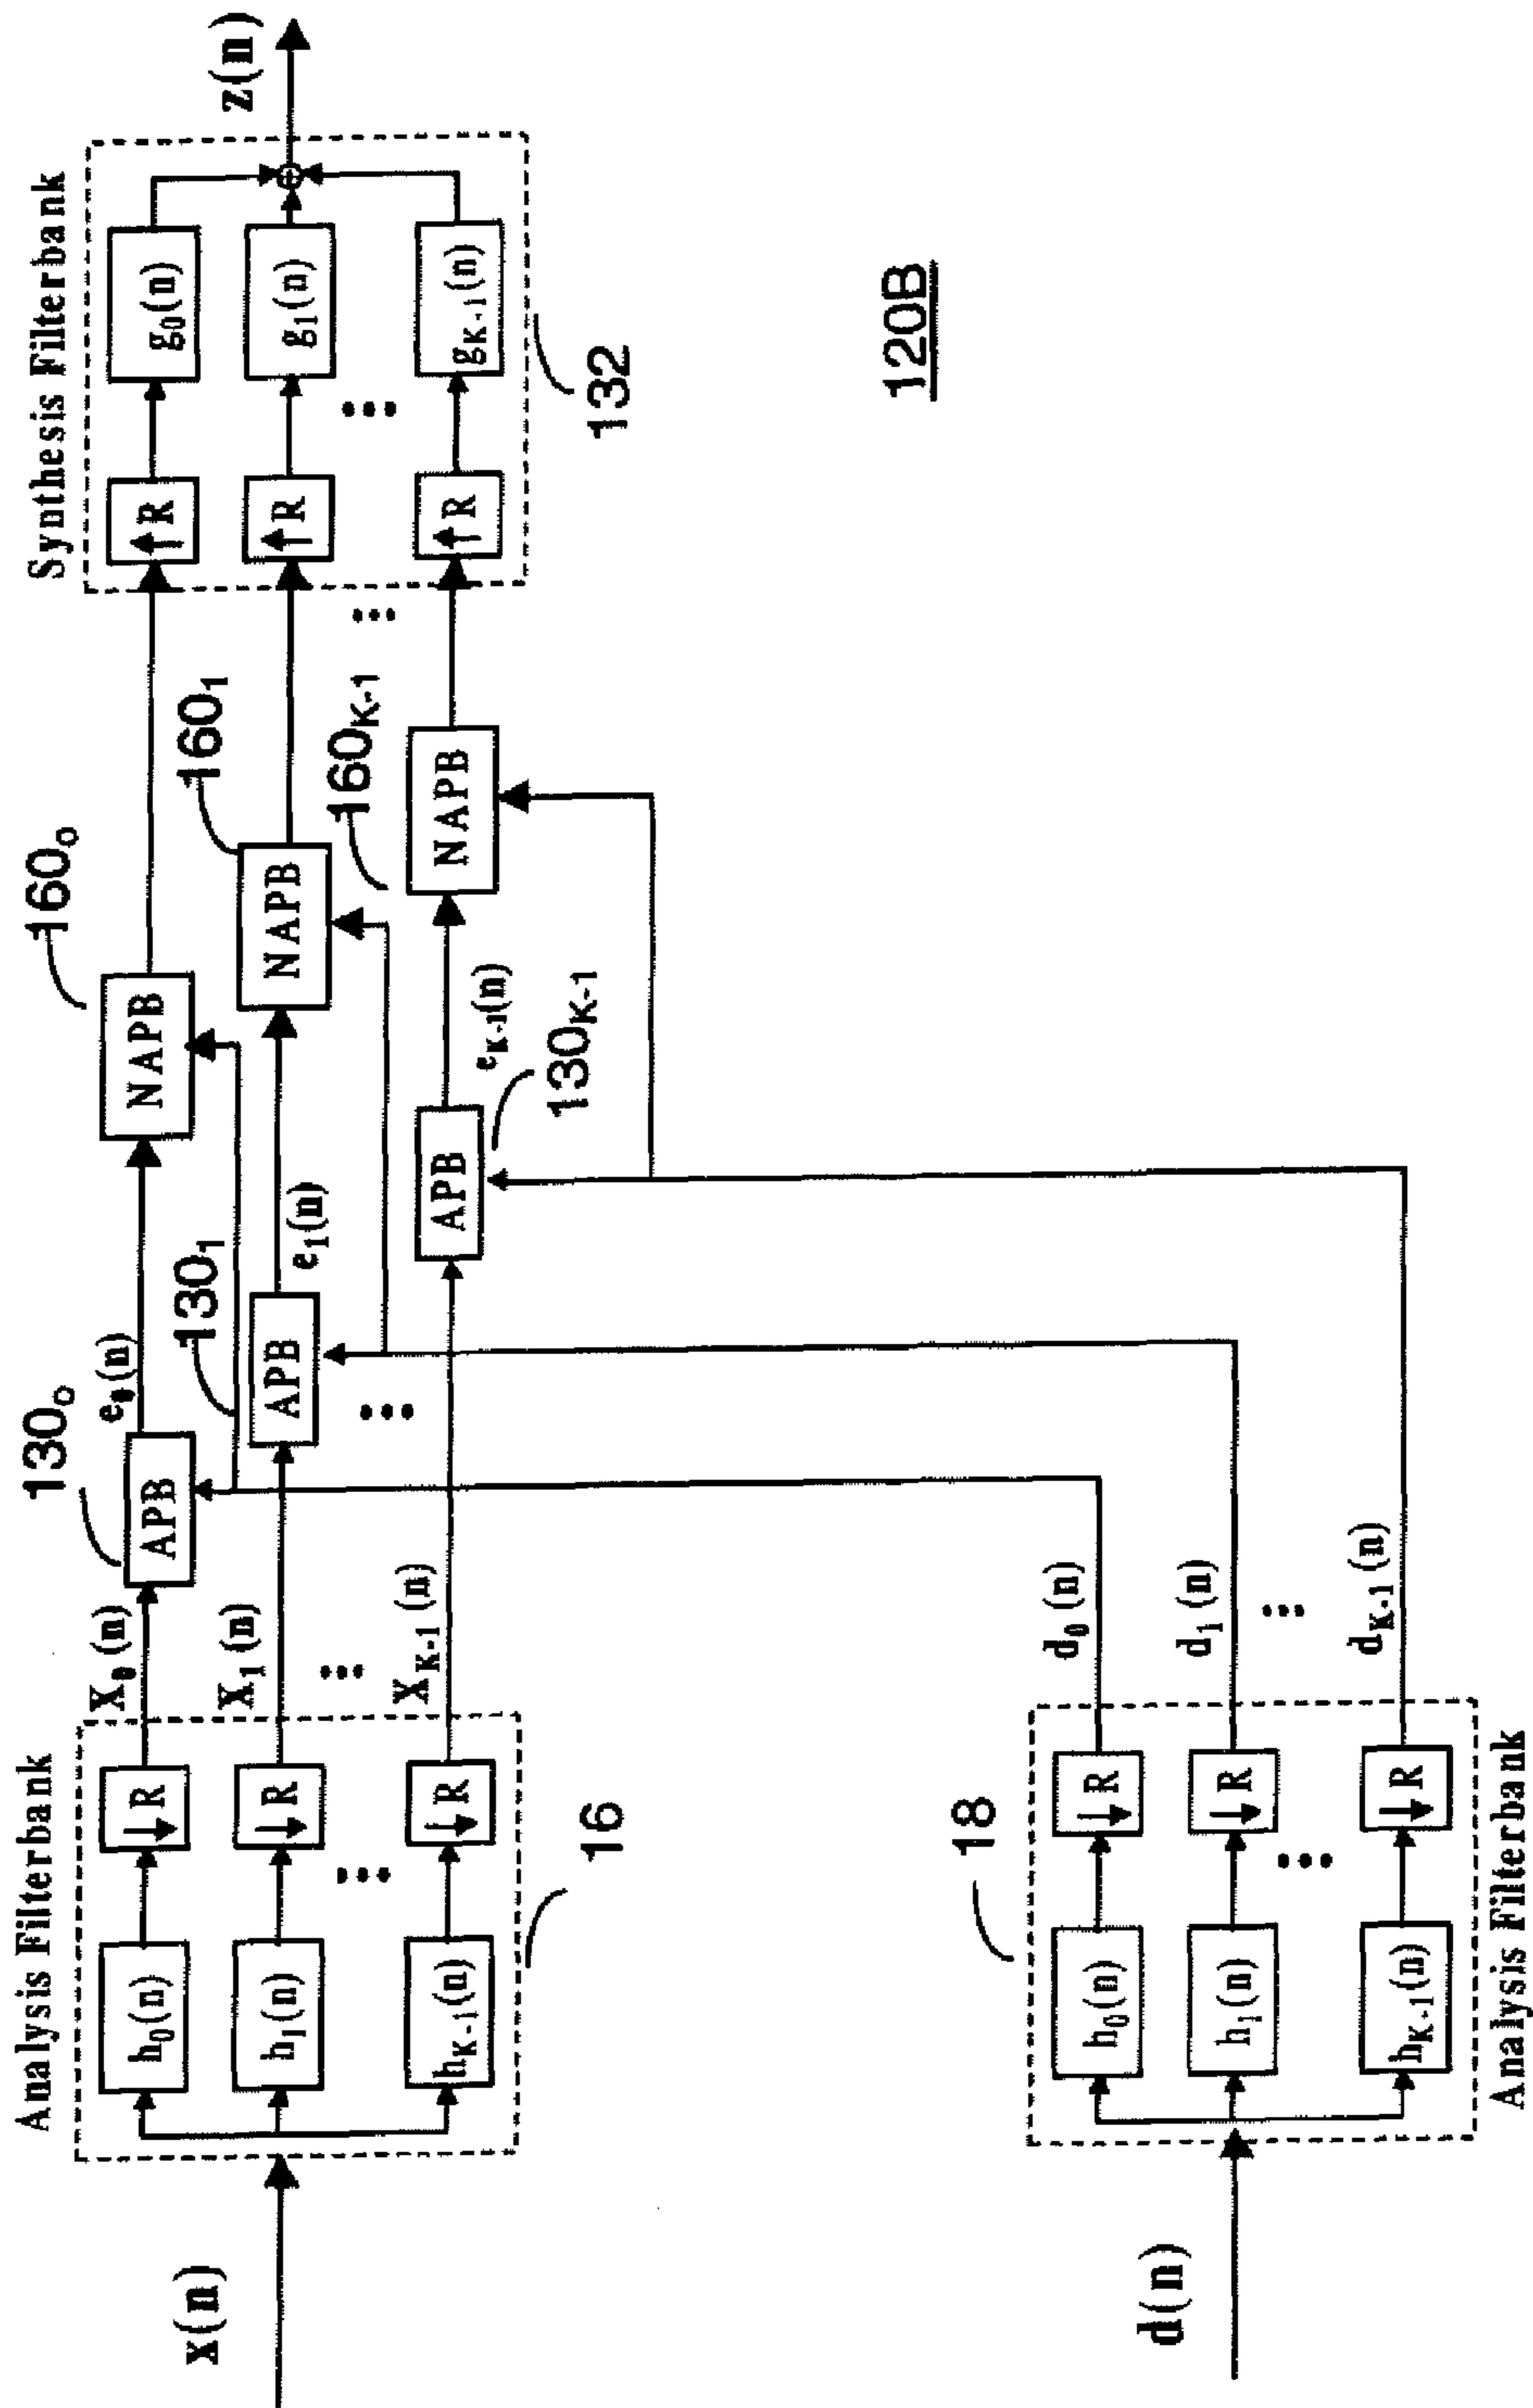 Analysis Filterbank
Synthesis Filterbank
x(n)
h₀(n)
↓R
X₀(n)
130₀
APB
e₀(n)
160₀
NAPB
↑R
g₀(n)
h₁(n)
↓R
X₁(n)
130₁
APB
e₁(n)
160₁
NAPB
↑R
g₁(n)
z(n)
...
...
...
...
...
hK-1(n)
↓R
XK-1(n)
APB
130K-1
eK-1(n)
160K-1
NAPB
↑R
gK-1(n)
16
132
18
120B
d(n)
h₀(n)
↓R
d₀(n)
h₁(n)
↓R
d₁(n)
...
...
hK-1(n)
↓R
dK-1(n)
Analysis Filterbank